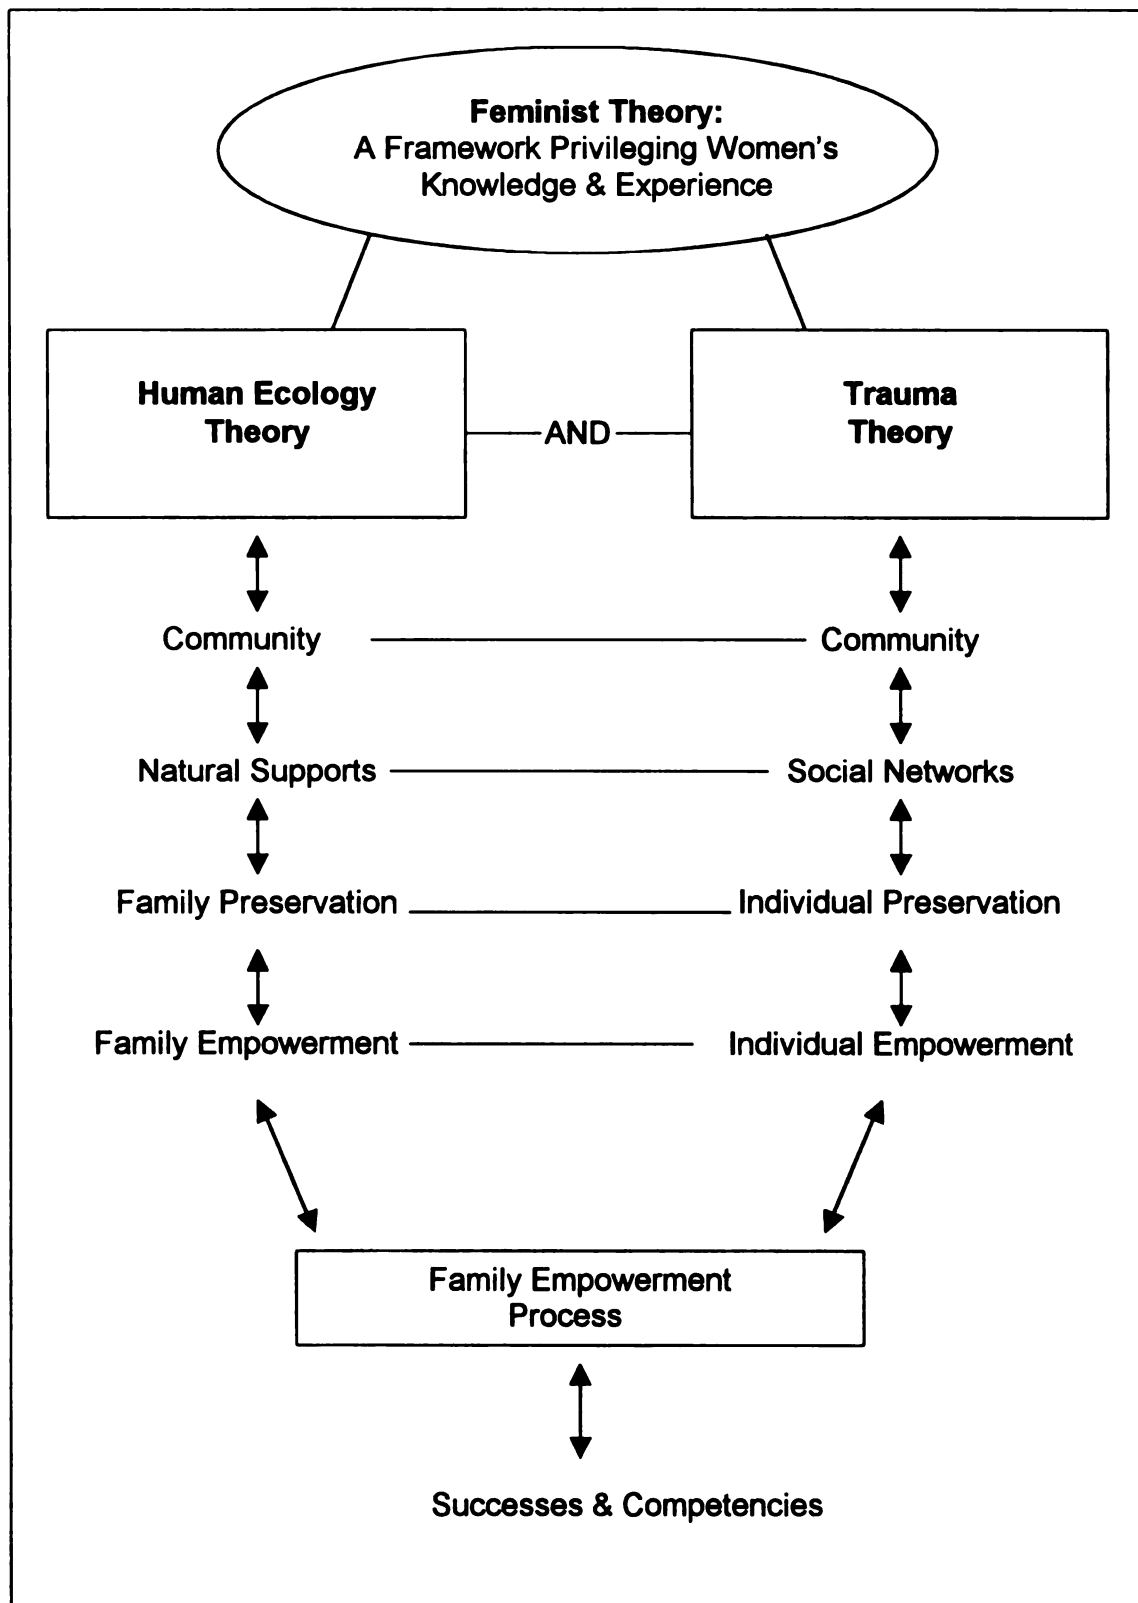 Feminist Theory:
A Framework Privileging Women's
Knowledge & Experience
Human Ecology
Theory
AND
Trauma
Theory
Community
Community
Natural Supports
Social Networks
Family Preservation
Individual Preservation
Family Empowerment
Individual Empowerment
Family Empowerment
Process
Successes & Competencies